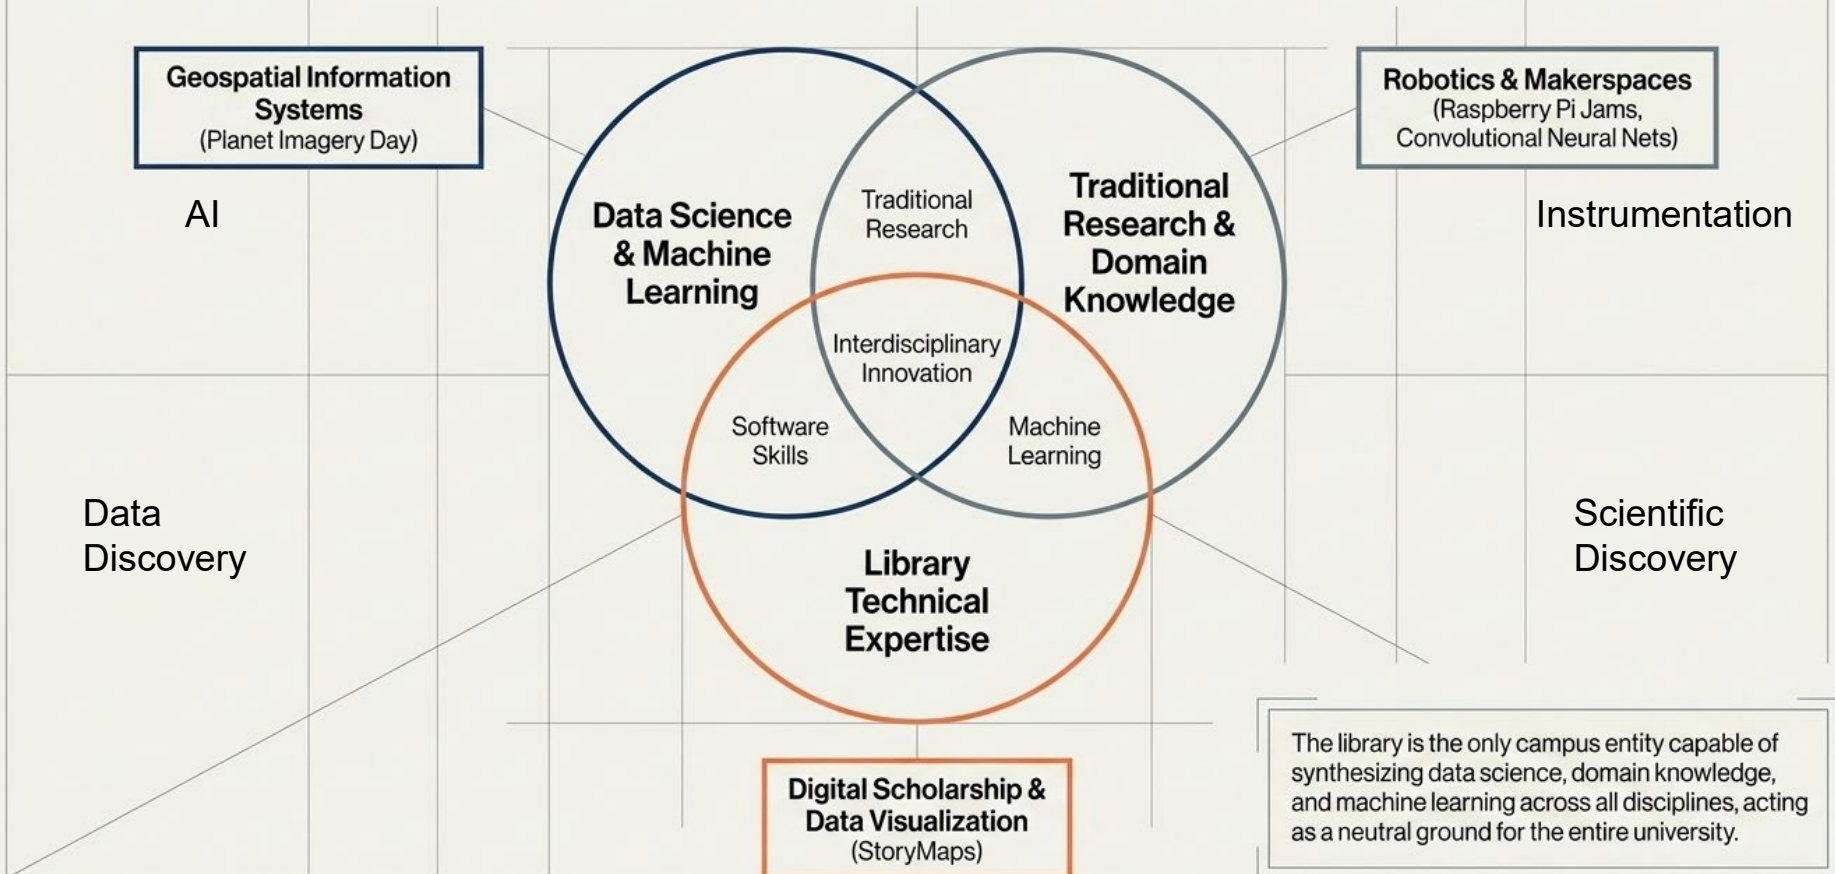 Geospatial Information
Systems
(Planet Imagery Day)
Robotics & Makerspaces
(Raspberry Pi Jams,
Convolutional Neural Nets)
AI
Instrumentation
Data Science
& Machine
Learning
Traditional
Research
Traditional
Research &
Domain
Knowledge
Interdisciplinary
Innovation
Software
Skills
Machine
Learning
Data
Discovery
Scientific
Discovery
Library
Technical
Expertise
Digital Scholarship &
Data Visualization
(StoryMaps)
The library is the only campus entity capable of
synthesizing data science, domain knowledge,
and machine learning across all disciplines, acting
as a neutral ground for the entire university.